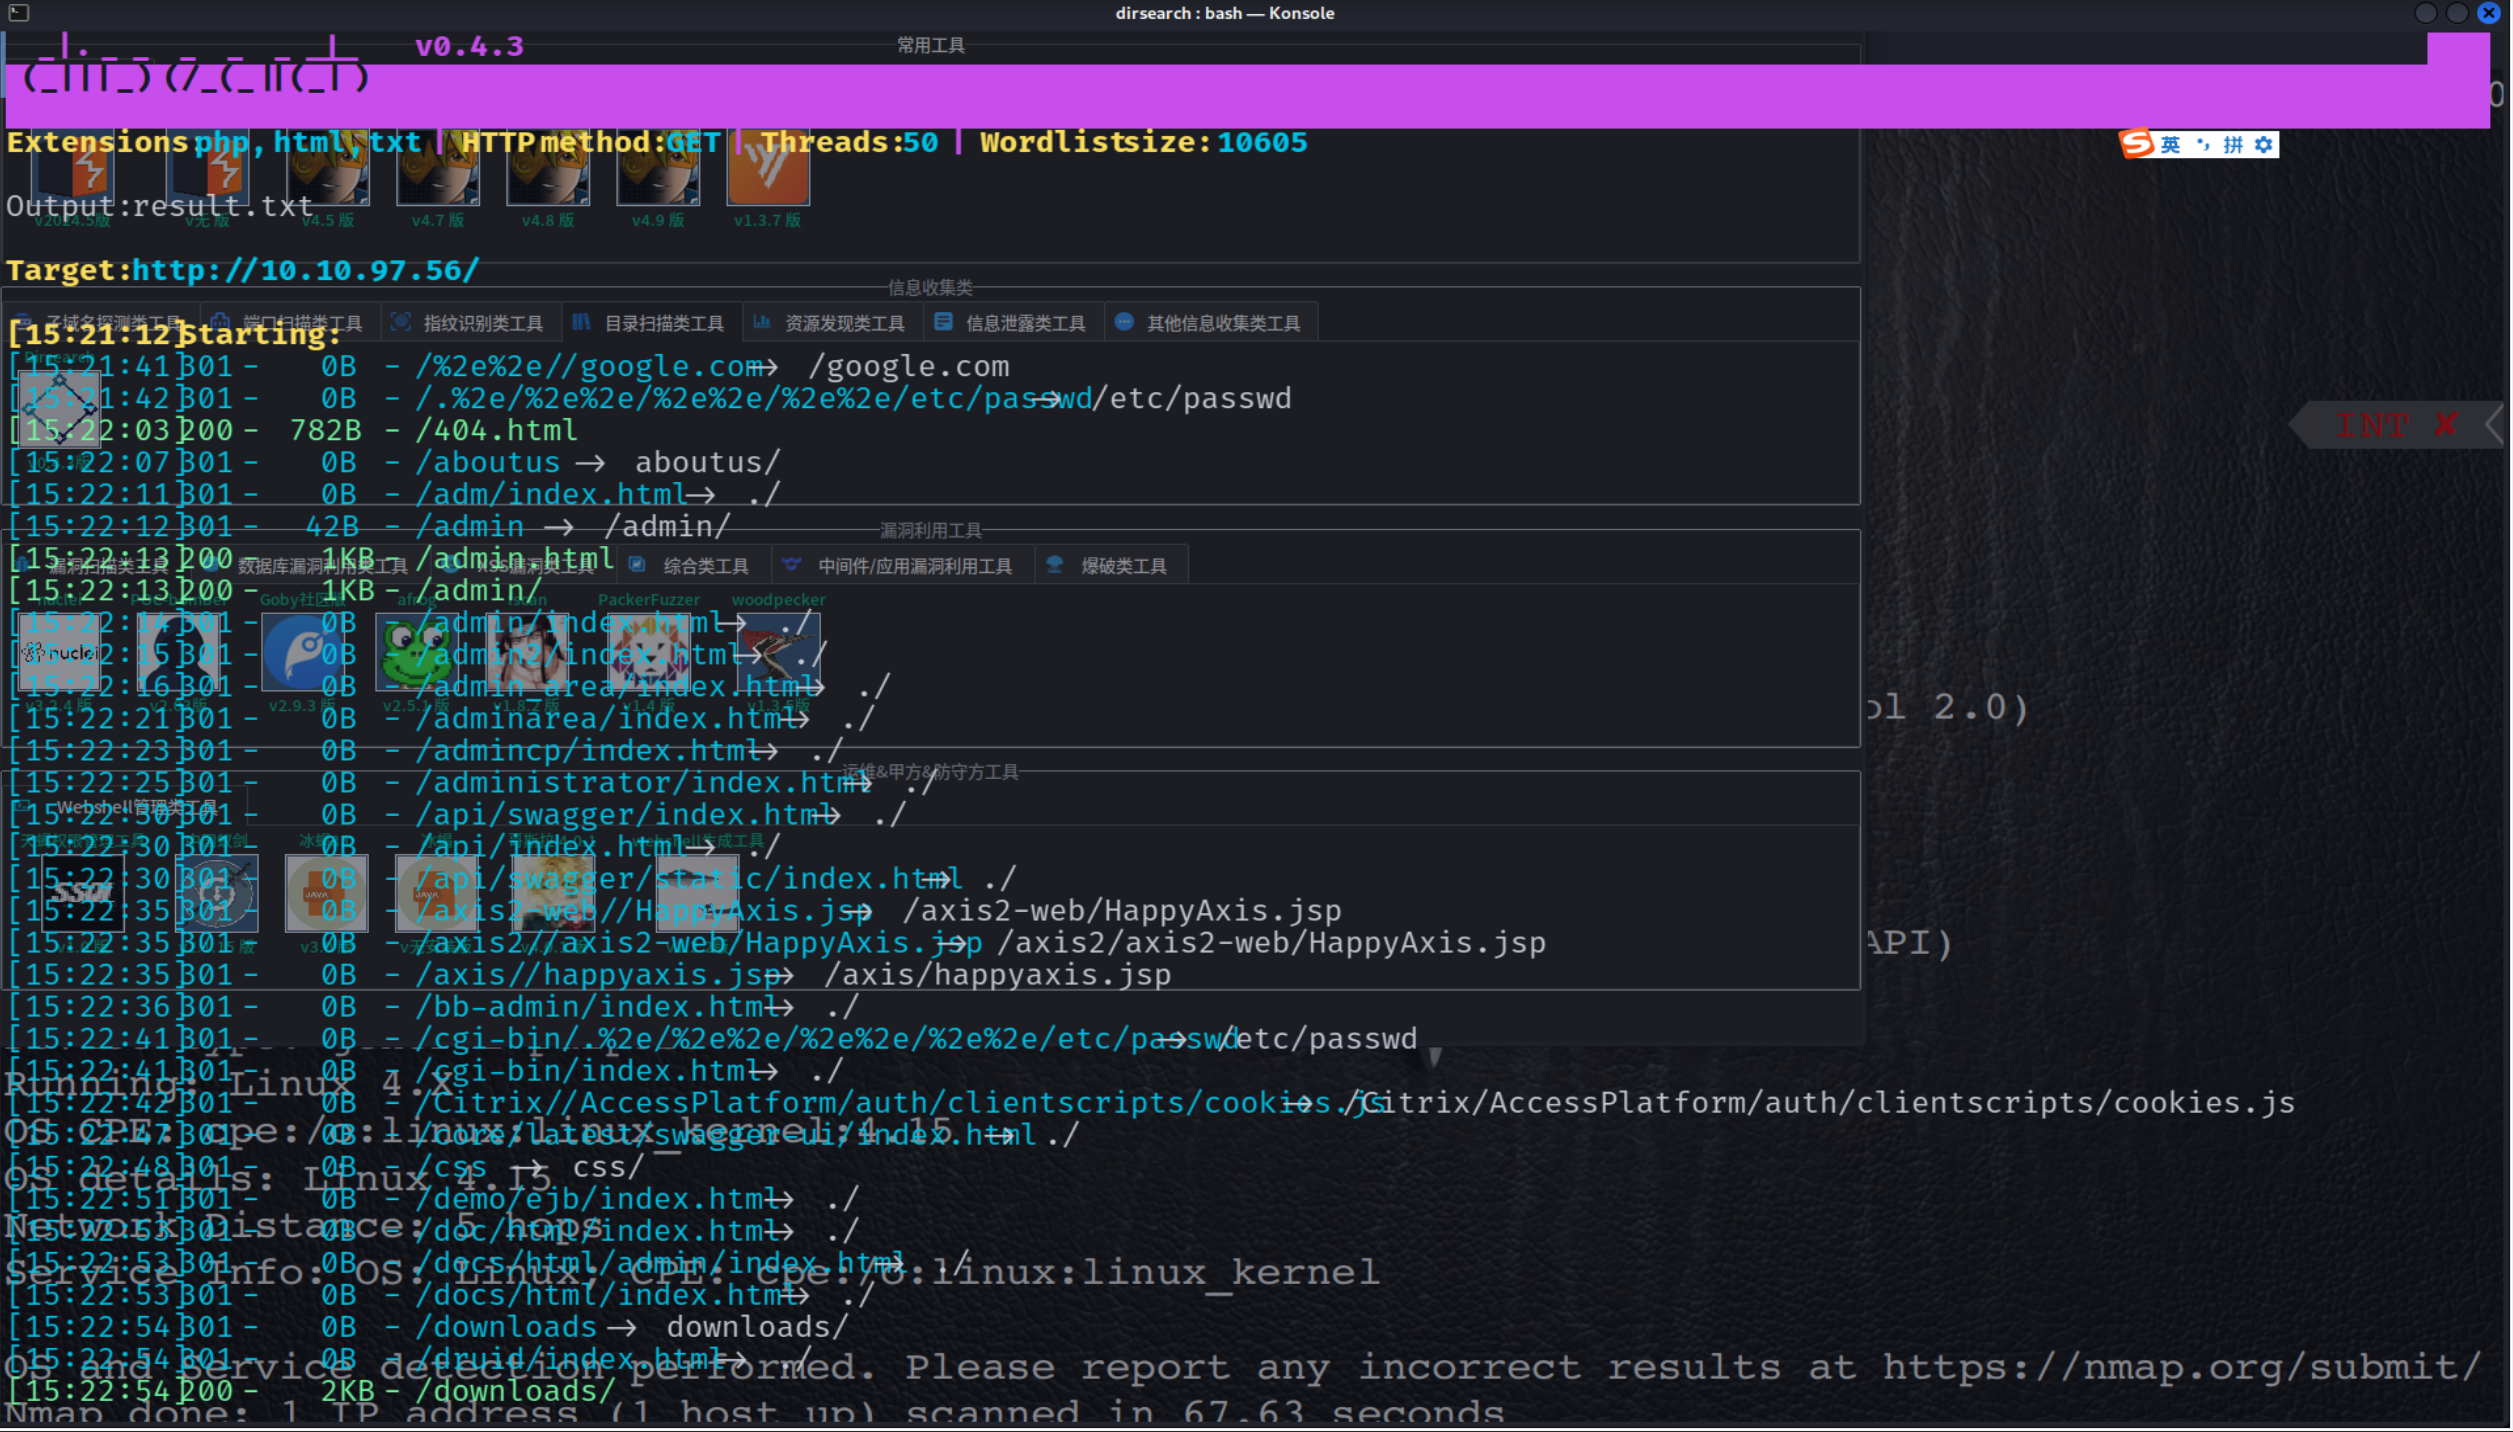 dirsearch : bash — Konsole
v0.4.3
常用工具
Extensions: php, html, txt | HTTP method: GET | Threads: 50 | Wordlist size: 10605
英 拼
Output: result.txt
v2024.5版 v无 版 v4.5 版 v4.7 版 v4.8 版 v4.9 版 v1.3.7 版
Target: http://10.10.97.56/
信息收集类
子域名探测类工具 端口扫描类工具 指纹识别类工具 目录扫描类工具 资源发现类工具 信息泄露类工具 其他信息收集类工具
[15:21:12] Starting:
Dirsearch
[15:21:41] 301 - 0B - /%2e%2e//google.com → /google.com
[15:21:42] 301 - 0B - /.%2e/%2e%2e/%2e%2e/%2e%2e/etc/passwd → /etc/passwd
INT ✘
[15:22:03] 200 - 782B - /404.html
[15:22:07] 301 - 0B - /aboutus → aboutus/
[15:22:11] 301 - 0B - /adm/index.html → ./
[15:22:12] 301 - 42B - /admin → /admin/
漏洞利用工具
[15:22:13] 200 - 1KB - /admin.html
漏洞扫描类工具 数据库漏洞利用类工具 综合类工具 中间件/应用漏洞利用工具 爆破类工具
[15:22:13] 200 - 1KB - /admin/
nuclei POC-bomber Goby社区版 afrog PackerFuzzer woodpecker
[15:22:14] 301 - 0B - /admin/index.html → ./
[15:22:15] 301 - 0B - /admin2/index.html → ./
nuclei
[15:22:16] 301 - 0B - /admin_area/index.html → ./
v3.2.4 版 v2.9.3 版 v2.5.1 版 v1.8.2 版 v1.4 版 v1.3.5版
ol 2.0)
[15:22:21] 301 - 0B - /adminarea/index.html → ./
[15:22:23] 301 - 0B - /admincp/index.html → ./
运维&甲方&防守方工具
[15:22:25] 301 - 0B - /administrator/index.html → ./
Webshell管理类工具
[15:22:30] 301 - 0B - /api/swagger/index.html → ./
[15:22:30] 301 - 0B - /api/index.html → ./
[15:22:30] 301 - 0B - /api/swagger/static/index.html → ./
JAVA JAVA
[15:22:35] 301 - 0B - /axis2-web//HappyAxis.jsp → /axis2-web/HappyAxis.jsp
[15:22:35] 301 - 0B - /axis2//axis2-web/HappyAxis.jsp → /axis2/axis2-web/HappyAxis.jsp
API)
[15:22:35] 301 - 0B - /axis//happyaxis.jsp → /axis/happyaxis.jsp
[15:22:36] 301 - 0B - /bb-admin/index.html → ./
[15:22:41] 301 - 0B - /cgi-bin/.%2e/%2e%2e/%2e%2e/%2e%2e/etc/passwd → /etc/passwd
[15:22:41] 301 - 0B - /cgi-bin/index.html → ./
Running: Linux 4.X
[15:22:42] 301 - 0B - /Citrix//AccessPlatform/auth/clientscripts/cookies.js → /Citrix/AccessPlatform/auth/clientscripts/cookies.js
OS CPE: cpe:/o:linux:linux_kernel:4.15
[15:22:47] 301 - 0B - /core/latest/swagger-ui/index.html → ./
[15:22:48] 301 - 0B - /css → css/
OS details: Linux 4.15
[15:22:51] 301 - 0B - /demo/ejb/index.html → ./
Network Distance: 5 hops
[15:22:53] 301 - 0B - /doc/html/index.html → ./
[15:22:53] 301 - 0B - /docs/html/admin/index.html → ./
Service Info: OS: Linux; CPE: cpe:/o:linux:linux_kernel
[15:22:53] 301 - 0B - /docs/html/index.html → ./
[15:22:54] 301 - 0B - /downloads → downloads/
[15:22:54] 301 - 0B - /druid/index.html → ./
OS and Service detection performed. Please report any incorrect results at https://nmap.org/submit/
[15:22:54] 200 - 2KB - /downloads/
Nmap done: 1 IP address (1 host up) scanned in 67.63 seconds